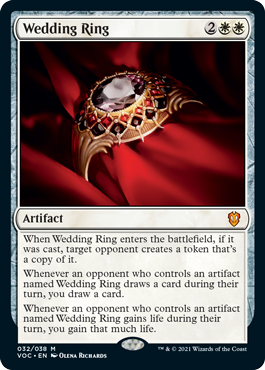 Wedding Ring 2
Artifact
When Wedding Ring enters the battlefield, if it
was cast, target opponent creates a token that's
a copy of it.
Whenever an opponent who controls an artifact
named Wedding Ring draws a card during their
turn, you draw a card.
Whenever an opponent who controls an artifact
named Wedding Ring gains life during their
turn, you gain that much life.
032/038 M
VOC • EN Olena Richards
™ & © 2021 Wizards of the Coast